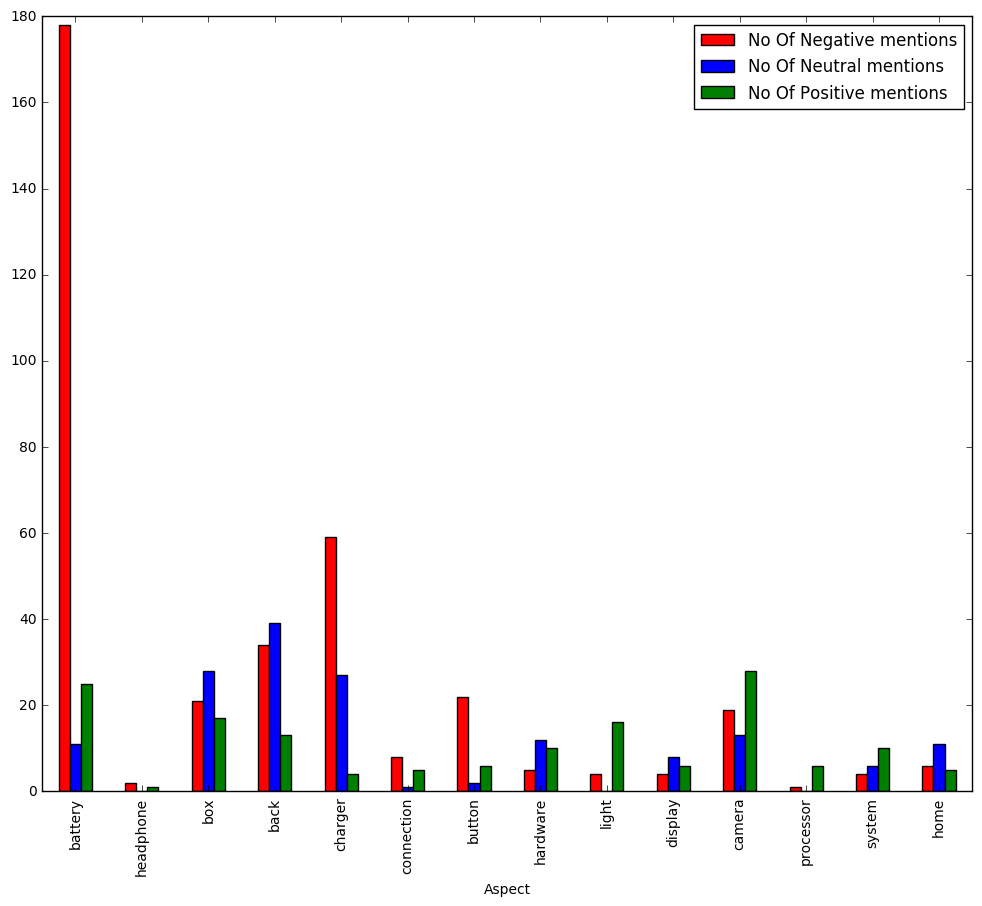 180
160
140
120
100
80
60
40
20
0
No Of Negative mentions
No Of Neutral mentions
No Of Positive mentions
battery
headphone
box
back
charger
connection
button
hardware
light
display
camera
processor
system
home
Aspect